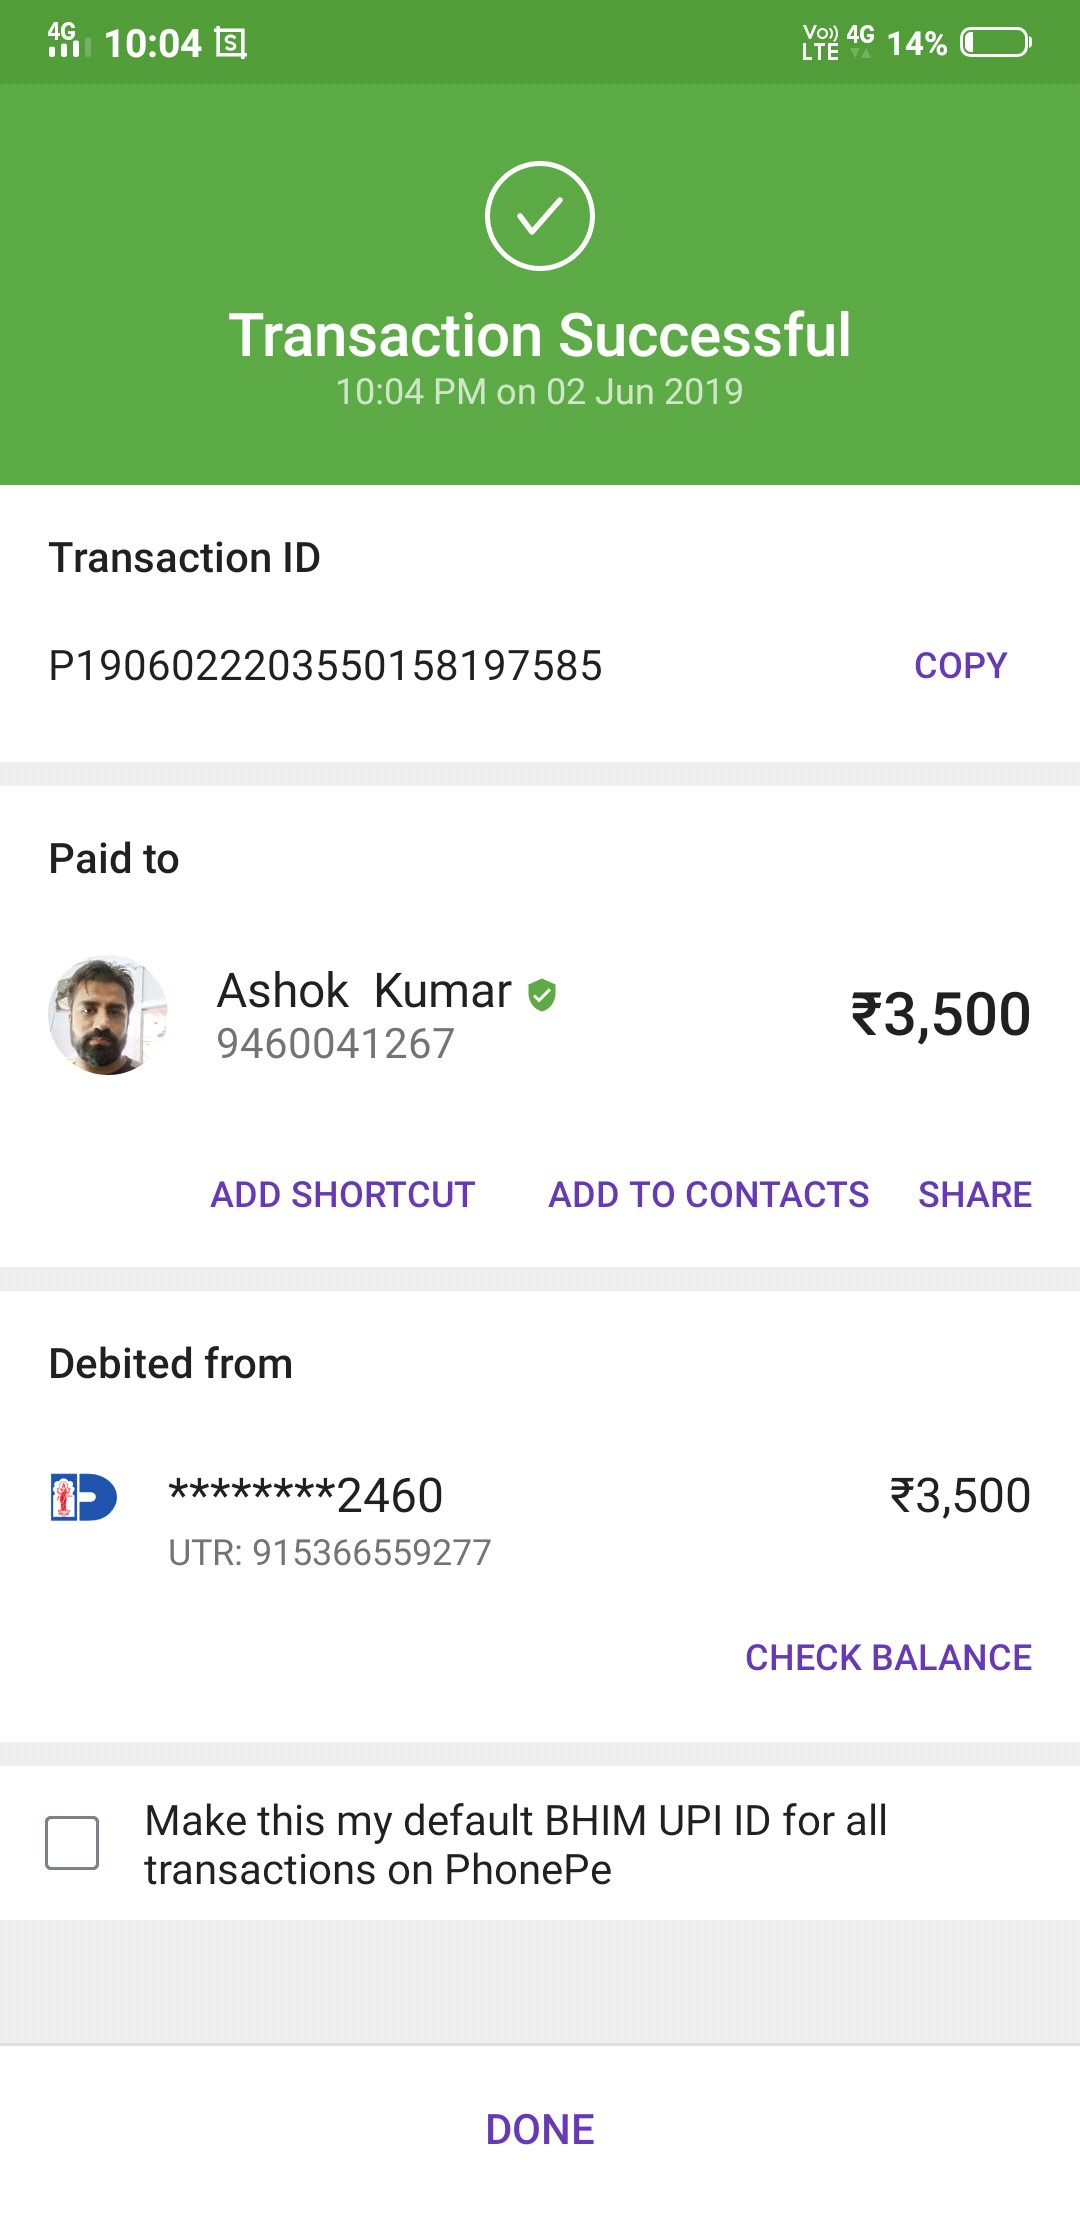 4G 10:04 S Vo)) LTE 4G 14%
Transaction Successful
10:04 PM on 02 Jun 2019
Transaction ID
P1906022203550158197585 COPY
Paid to
Ashok Kumar ₹3,500
9460041267
ADD SHORTCUT ADD TO CONTACTS SHARE
Debited from
********2460 ₹3,500
UTR: 915366559277
CHECK BALANCE
Make this my default BHIM UPI ID for all
transactions on PhonePe
DONE